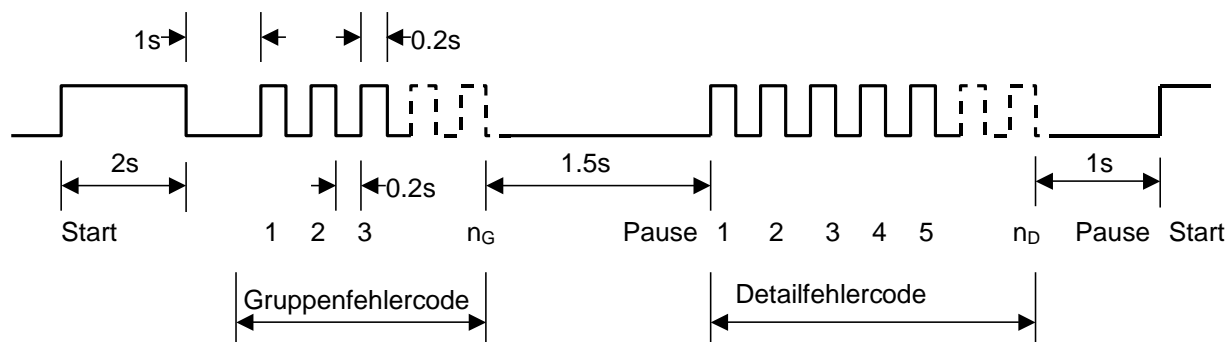 1s 0.2s
2s 0.2s 1.5s 1s
Start 1 2 3 nG Pause 1 2 3 4 5 nD Pause Start
Gruppenfehlercode Detailfehlercode